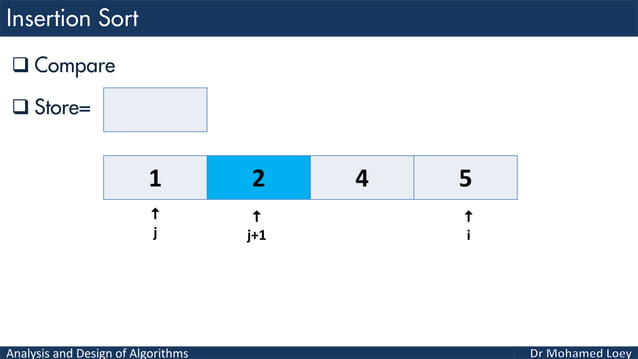 Insertion Sort
❑ Compare
❑ Store=
1 2 4 5
↑ ↑ ↑
j j+1 i
Analysis and Design of Algorithms Dr Mohamed Loey